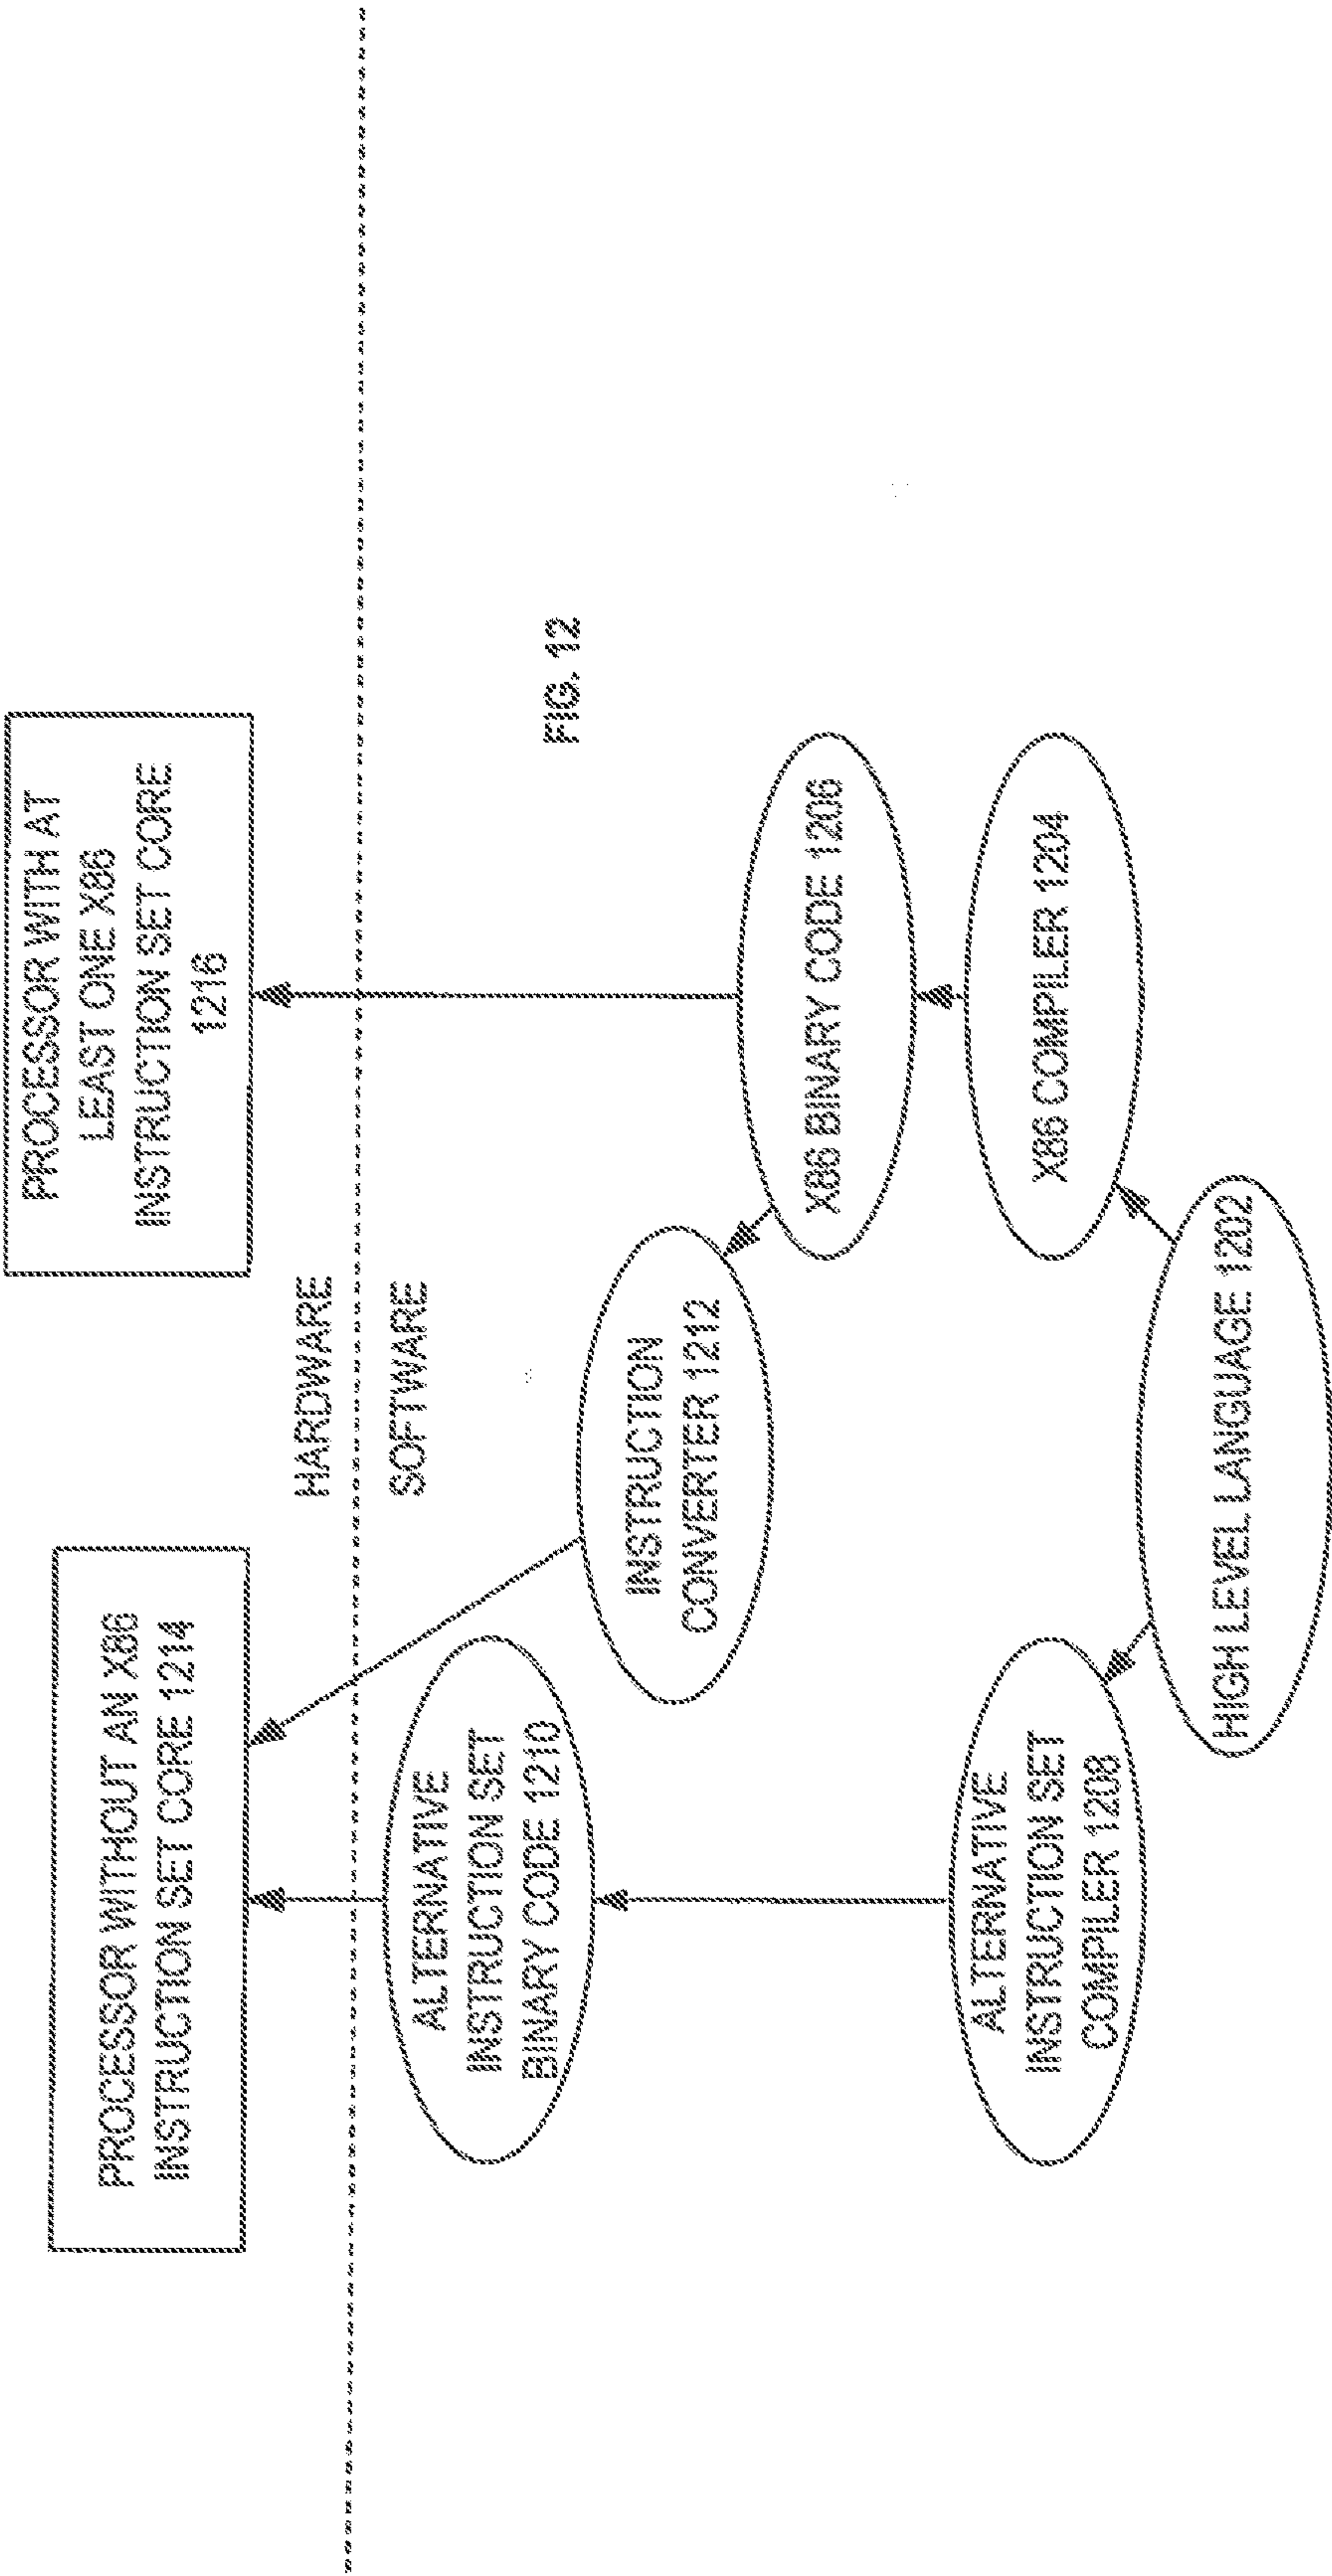 PROCESSOR WITHOUT AN X86
INSTRUCTION SET CORE 1214
PROCESSOR WITH AT
LEAST ONE X86
INSTRUCTION SET CORE
1216
HARDWARE
SOFTWARE
ALTERNATIVE
INSTRUCTION SET
BINARY CODE 1210
INSTRUCTION
CONVERTER 1212
FIG. 12
X86 BINARY CODE 1206
ALTERNATIVE
INSTRUCTION SET
COMPILER 1208
X86 COMPILER 1204
HIGH LEVEL LANGUAGE 1202